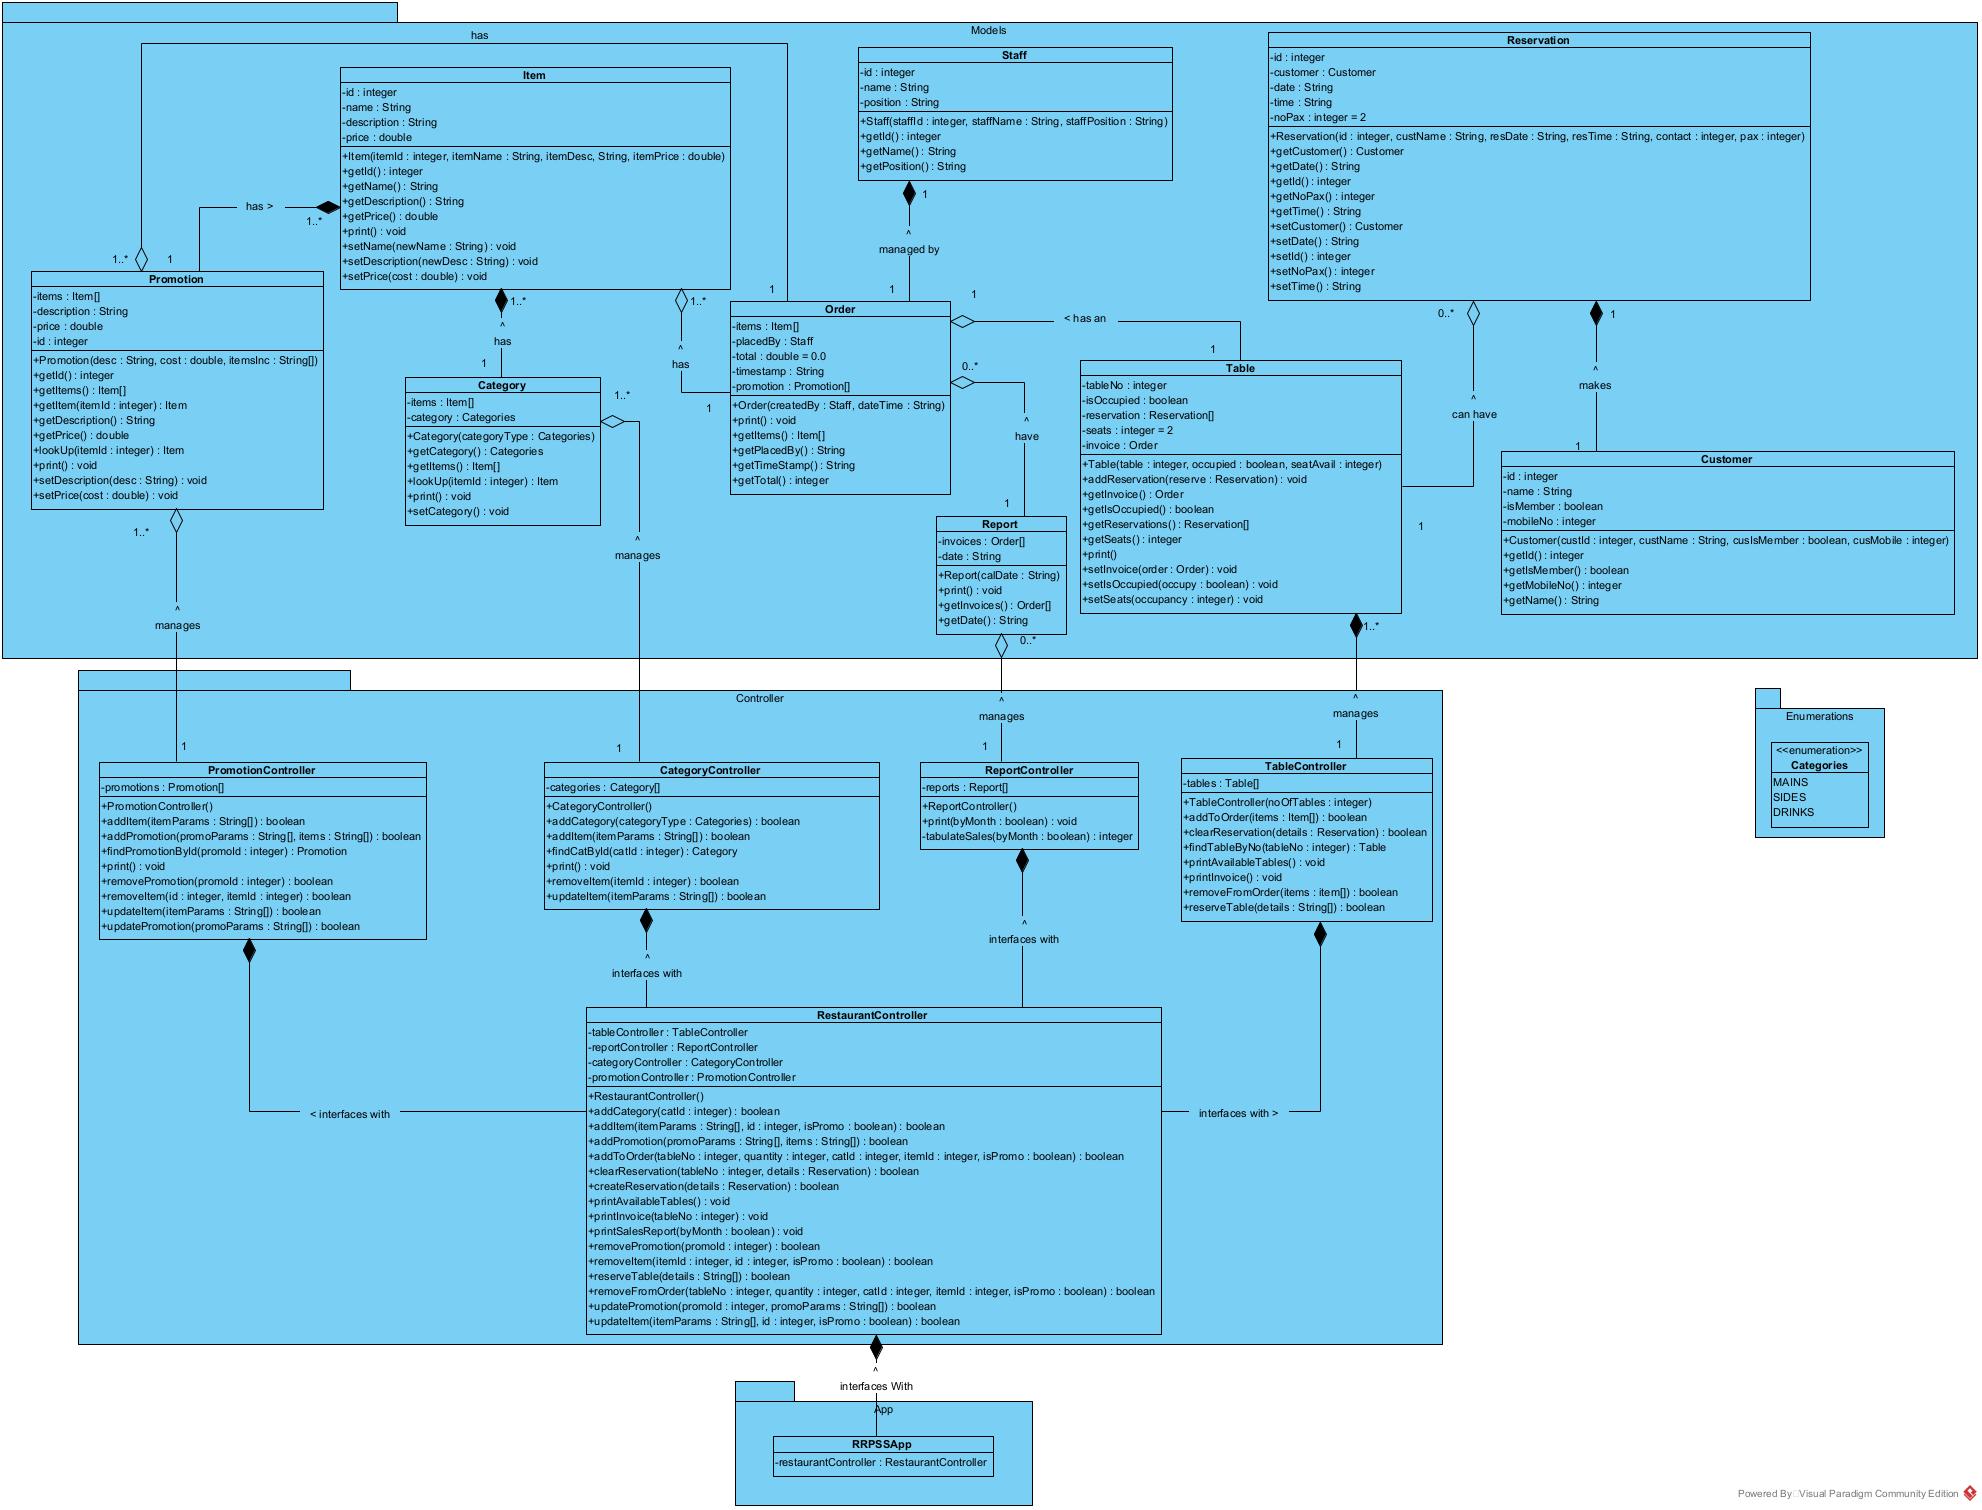 Models
has
Item
-id : integer
-name : String
-description : String
-price : double
+Item(itemId : integer, itemName : String, itemDesc, String, itemPrice : double)
+getId() : integer
+getName() : String
+getDescription() : String
+getPrice() : double
+print() : void
+setName(newName : String) : void
+setDescription(newDesc : String) : void
+setPrice(cost : double) : void
Staff
-id : integer
-name : String
-position : String
+Staff(staffId : integer, staffName : String, staffPosition : String)
+getId() : integer
+getName() : String
+getPosition() : String
Reservation
-id : integer
-customer : Customer
-date : String
-time : String
-noPax : integer = 2
+Reservation(id : integer, custName : String, resDate : String, resTime : String, contact : integer, pax : integer)
+getCustomer() : Customer
+getDate() : String
+getId() : integer
+getNoPax() : integer
+getTime() : String
+setCustomer() : Customer
+setDate() : String
+setId() : integer
+setNoPax() : integer
+setTime() : String
has >
1..*
1..*
1
1
^
managed by
1
1
1..*
^
has
1
1..*
^
has
1
1
< has an
1
0..*
^
can have
1
1
^
makes
1
Promotion
-items : Item[]
-description : String
-price : double
-id : integer
+Promotion(desc : String, cost : double, itemsInc : String[])
+getId() : integer
+getItems() : Item[]
+getItem(itemId : integer) : Item
+getDescription() : String
+getPrice() : double
+lookUp(itemId : integer) : Item
+print() : void
+setDescription(desc : String) : void
+setPrice(cost : double) : void
Category
-items : Item[]
-category : Categories
+Category(categoryType : Categories)
+getCategory() : Categories
+getItems() : Item[]
+lookUp(itemId : integer) : Item
+print() : void
+setCategory() : void
Order
-items : Item[]
-placedBy : Staff
-total : double = 0.0
-timestamp : String
-promotion : Promotion[]
+Order(createdBy : Staff, dateTime : String)
+print() : void
+getItems() : Item[]
+getPlacedBy() : String
+getTimeStamp() : String
+getTotal() : integer
0..*
^
have
1
Table
-tableNo : integer
-isOccupied : boolean
-reservation : Reservation[]
-seats : integer = 2
-invoice : Order
+Table(table : integer, occupied : boolean, seatAvail : integer)
+addReservation(reserve : Reservation) : void
+getInvoice() : Order
+getIsOccupied() : boolean
+getReservations() : Reservation[]
+getSeats() : integer
+print()
+setInvoice(order : Order) : void
+setIsOccupied(occupy : boolean) : void
+setSeats(occupancy : integer) : void
Customer
-id : integer
-name : String
-isMember : boolean
-mobileNo : integer
+Customer(custId : integer, custName : String, cusIsMember : boolean, cusMobile : integer)
+getId() : integer
+getIsMember() : boolean
+getMobileNo() : integer
+getName() : String
Report
-invoices : Order[]
-date : String
+Report(calDate : String)
+print() : void
+getInvoices() : Order[]
+getDate() : String
1..*
^
manages
1
1..*
^
manages
1
0..*
^
manages
1
1..*
^
manages
1
Controller
PromotionController
-promotions : Promotion[]
+PromotionController()
+addItem(itemParams : String[]) : boolean
+addPromotion(promoParams : String[], items : String[]) : boolean
+findPromotionById(promoId : integer) : Promotion
+print() : void
+removePromotion(promoId : integer) : boolean
+removeItem(id : integer, itemId : integer) : boolean
+updateItem(itemParams : String[]) : boolean
+updatePromotion(promoParams : String[]) : boolean
CategoryController
-categories : Category[]
+CategoryController()
+addCategory(categoryType : Categories) : boolean
+addItem(itemParams : String[]) : boolean
+findCatById(catId : integer) : Category
+print() : void
+removeItem(itemId : integer) : boolean
+updateItem(itemParams : String[]) : boolean
ReportController
-reports : Report[]
+ReportController()
+print(byMonth : boolean) : void
-tabulateSales(byMonth : boolean) : integer
TableController
-tables : Table[]
+TableController(noOfTables : integer)
+addToOrder(items : Item[]) : boolean
+clearReservation(details : Reservation) : boolean
+findTableByNo(tableNo : integer) : Table
+printAvailableTables() : void
+printInvoice() : void
+removeFromOrder(items : item[]) : boolean
+reserveTable(details : String[]) : boolean
Enumerations
<<enumeration>>
Categories
MAINS
SIDES
DRINKS
^
interfaces with
^
interfaces with
< interfaces with
interfaces with >
RestaurantController
-tableController : TableController
-reportController : ReportController
-categoryController : CategoryController
-promotionController : PromotionController
+RestaurantController()
+addCategory(catId : integer) : boolean
+addItem(itemParams : String[], id : integer, isPromo : boolean) : boolean
+addPromotion(promoParams : String[], items : String[]) : boolean
+addToOrder(tableNo : integer, quantity : integer, catId : integer, itemId : integer, isPromo : boolean) : boolean
+clearReservation(tableNo : integer, details : Reservation) : boolean
+createReservation(details : Reservation) : boolean
+printAvailableTables() : void
+printInvoice(tableNo : integer) : void
+printSalesReport(byMonth : boolean) : void
+removePromotion(promoId : integer) : boolean
+removeItem(itemId : integer, id : integer, isPromo : boolean) : boolean
+reserveTable(details : String[]) : boolean
+removeFromOrder(tableNo : integer, quantity : integer, catId : integer, itemId : integer, isPromo : boolean) : boolean
+updatePromotion(promoId : integer, promoParams : String[]) : boolean
+updateItem(itemParams : String[], id : integer, isPromo : boolean) : boolean
^
interfaces With
App
RRPSSApp
-restaurantController : RestaurantController
Powered By Visual Paradigm Community Edition